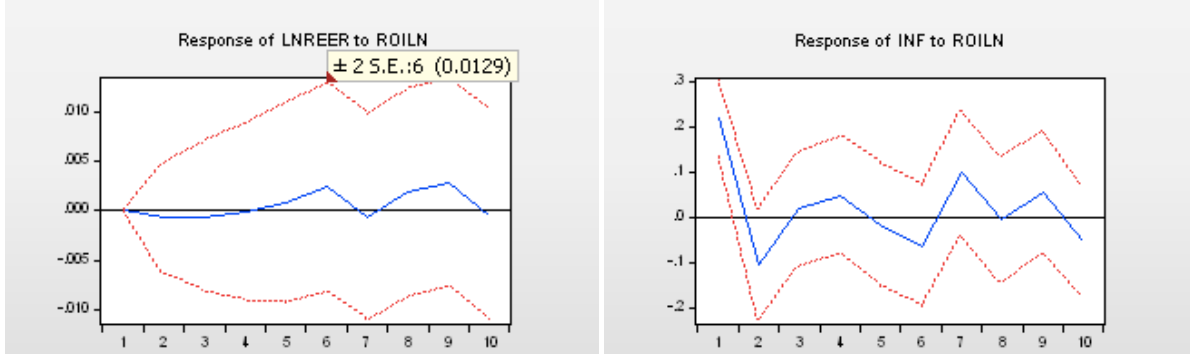 Response of LNREER to ROILN
± 2 S.E.:6 (0.0129)
.010
.005
.000
-.005
-.010
1 2 3 4 5 6 7 8 9 10
Response of INF to ROILN
.3
.2
.1
.0
-.1
-.2
1 2 3 4 5 6 7 8 9 10